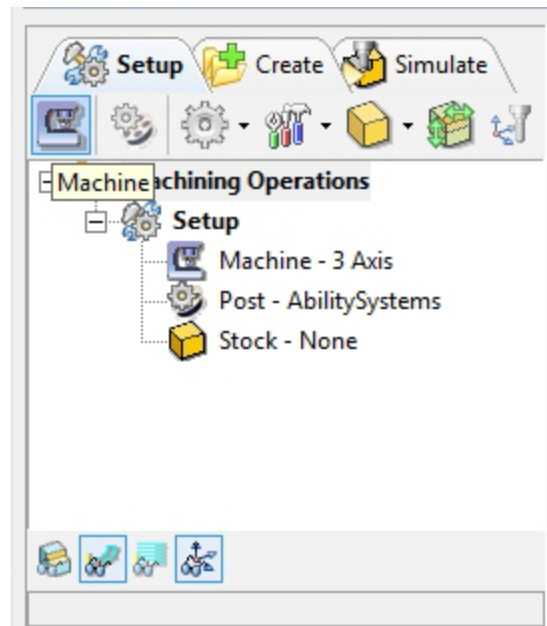 Setup Create Simulate
Machine
achining Operations
Setup
Machine - 3 Axis
Post - AbilitySystems
Stock - None